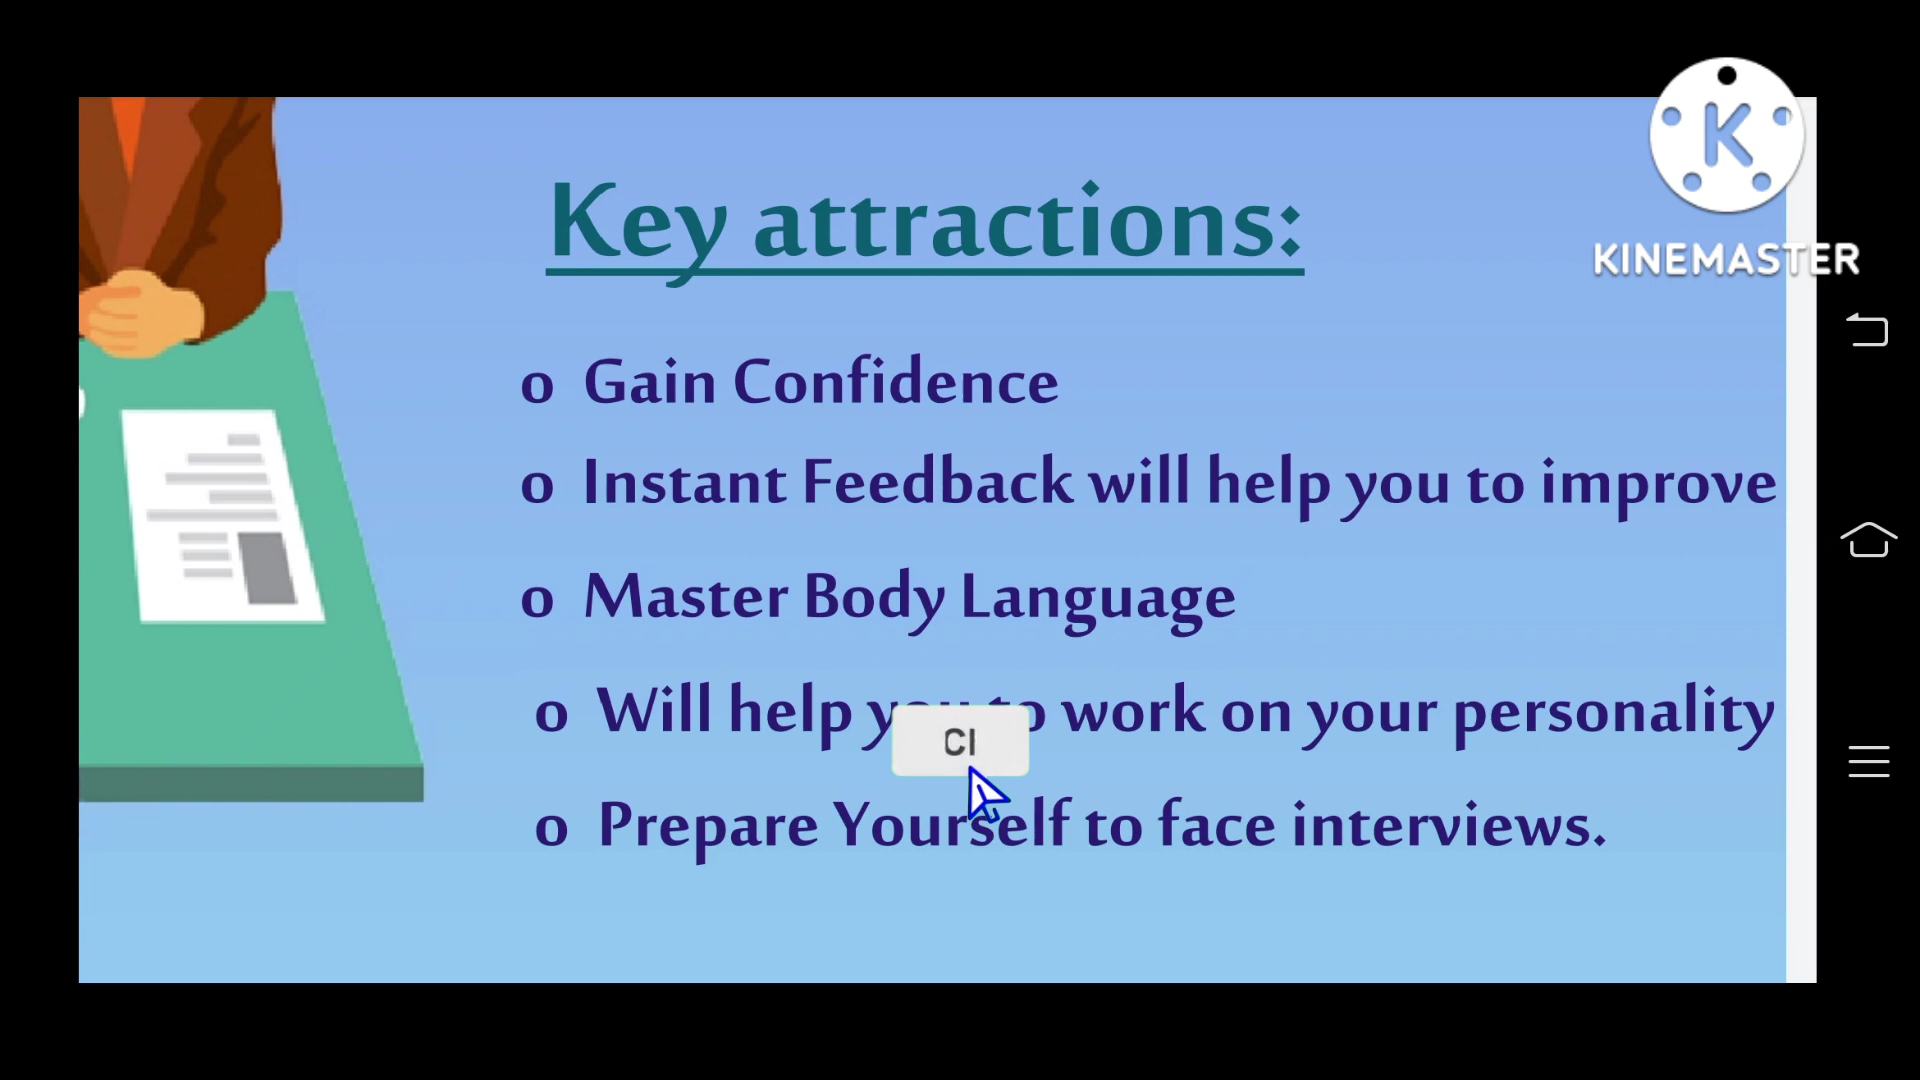 K
KINEMASTER
Key attractions:
o Gain Confidence
o Instant Feedback will help you to improve
o Master Body Language
o Will help you to work on your personality
Cl
o Prepare Yourself to face interviews.